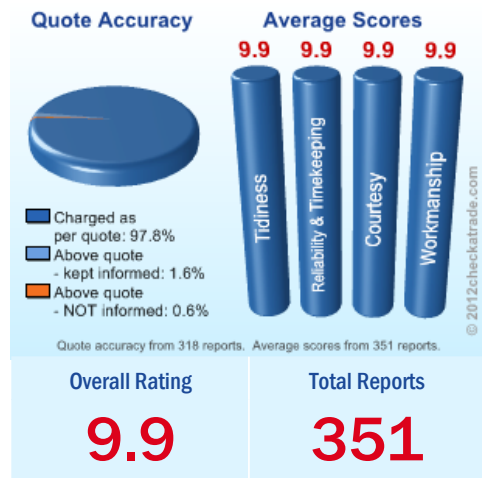 Quote Accuracy
Charged as
per quote: 97.8%
Above quote
- kept informed: 1.6%
Above quote
- NOT informed: 0.6%
Average Scores
9.9 9.9 9.9 9.9
Tidiness
Reliability & Timekeeping
Courtesy
Workmanship
© 2012checkatrade.com
Quote accuracy from 318 reports. Average scores from 351 reports.
Overall Rating
9.9
Total Reports
351